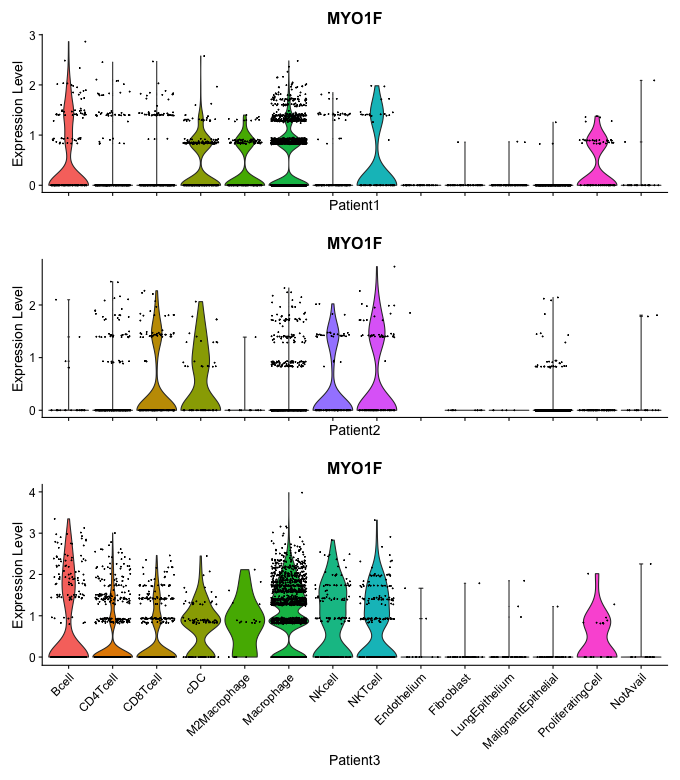 MYO1F
Expression Level
3
2
1
0
Patient1
MYO1F
Expression Level
2
1
0
Patient2
MYO1F
Expression Level
4
3
2
1
0
Bcell
CD4Tcell
CD8Tcell
cDC
M2Macrophage
Macrophage
NKcell
NKTcell
Endothelium
Fibroblast
LungEpithelium
MalignantEpithelial
ProliferatingCell
NotAvail
Patient3